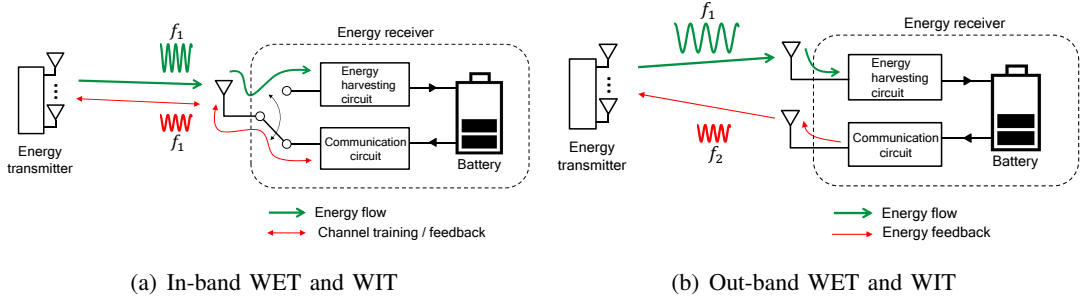 f1
Energy receiver
Energy
harvesting
circuit
f1
Communication
circuit
Battery
Energy
transmitter
Energy flow
Channel training / feedback
(a) In-band WET and WIT
f1
Energy receiver
Energy
harvesting
circuit
Communication
circuit
f2
Battery
Energy
transmitter
Energy flow
Energy feedback
(b) Out-band WET and WIT